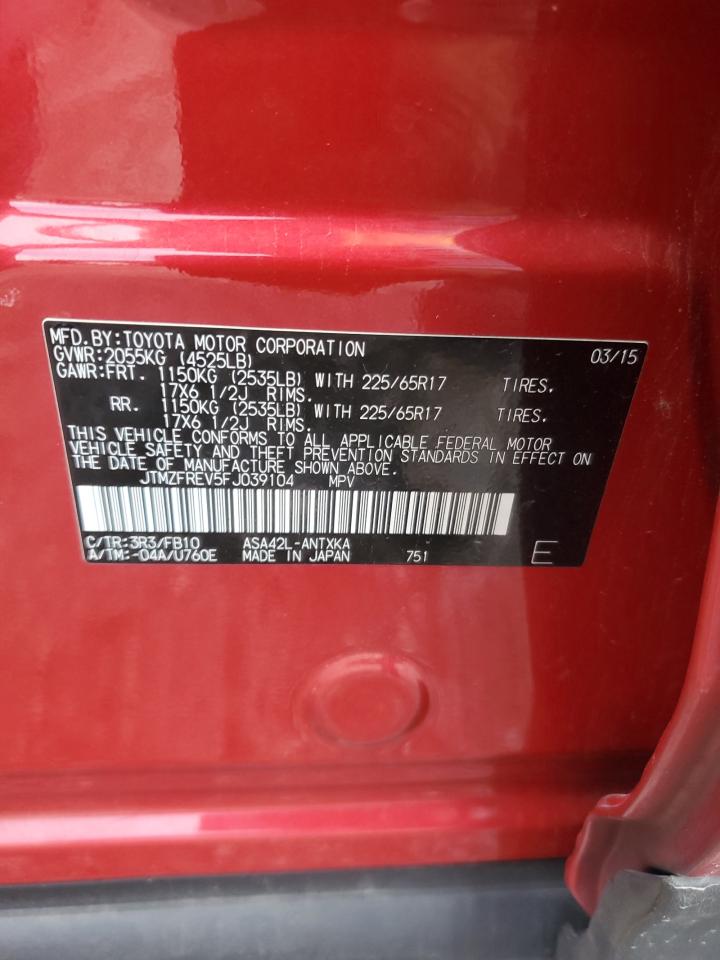 MFD.BY:TOYOTA MOTOR CORPORATION 03/15
GVWR:2055KG (4525LB)
GAWR:FRT. 1150KG (2535LB) WITH 225/65R17 TIRES,
17X6 1/2J RIMS.
RR. 1150KG (2535LB) WITH 225/65R17 TIRES,
17X6 1/2J RIMS.
THIS VEHICLE CONFORMS TO ALL APPLICABLE FEDERAL MOTOR
VEHICLE SAFETY AND THEFT PREVENTION STANDARDS IN EFFECT ON
THE DATE OF MANUFACTURE SHOWN ABOVE.
JTMZFREV5FJ039104 MPV
C/TR:3R3/FB10 ASA42L-ANTXKA
A/TM:-04A/U760E MADE IN JAPAN 751 E